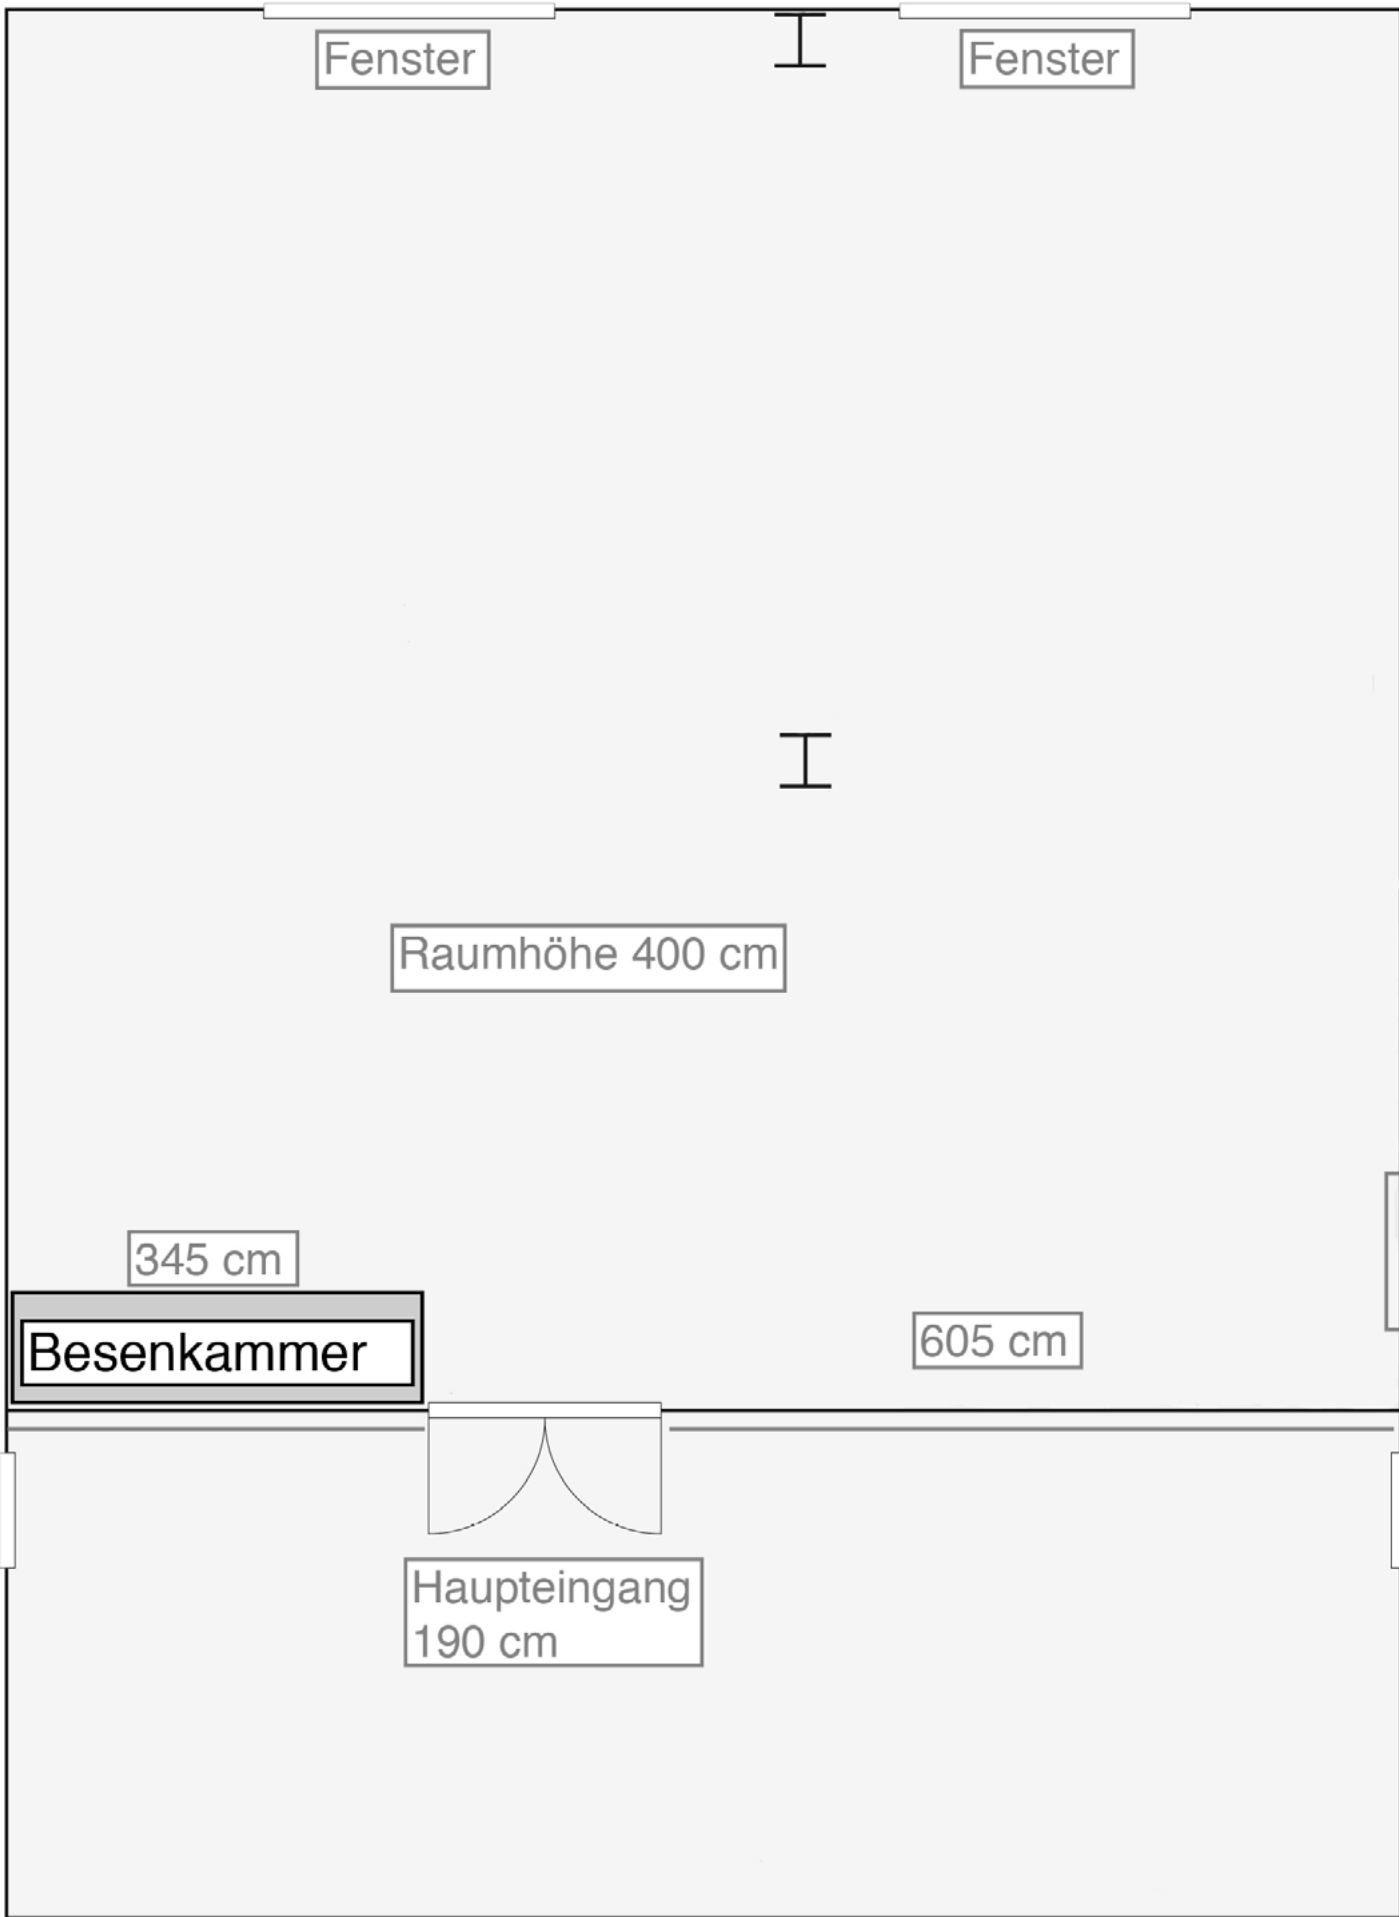 Fenster
Fenster
Raumhöhe 400 cm
345 cm
Besenkammer
605 cm
Haupteingang
190 cm